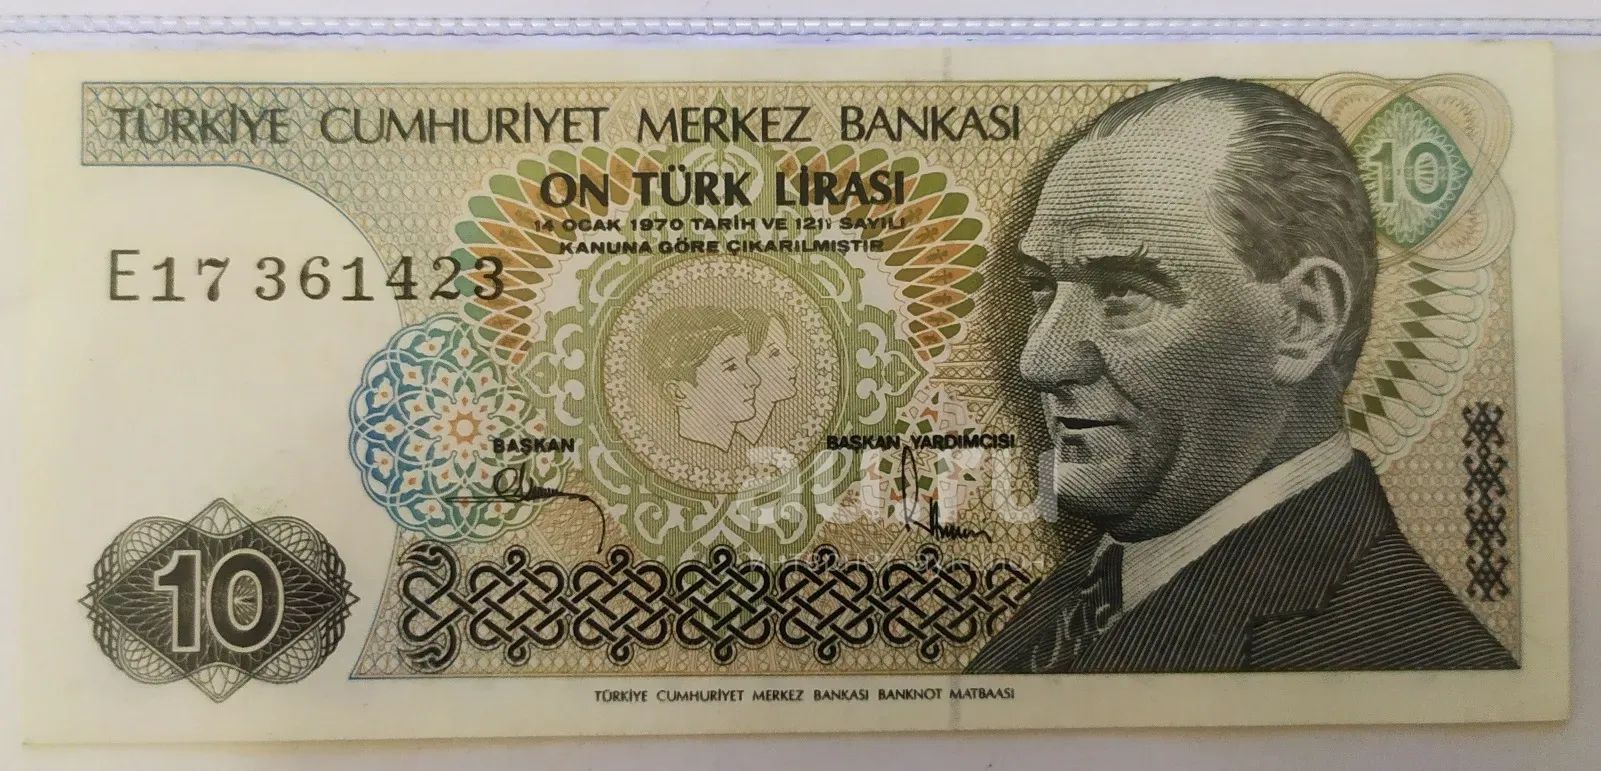 TÜRKİYE CUMHURİYET MERKEZ BANKASI
10
ON TÜRK LİRASI
14 OCAK 1970 TARİH VE 1211 SAYILI
KANUNA GÖRE ÇIKARILMIŞTIR
E17 361423
BAŞKAN
BAŞKAN YARDIMCISI
10
TÜRKİYE CUMHURİYET MERKEZ BANKASI BANKNOT MATBAASI